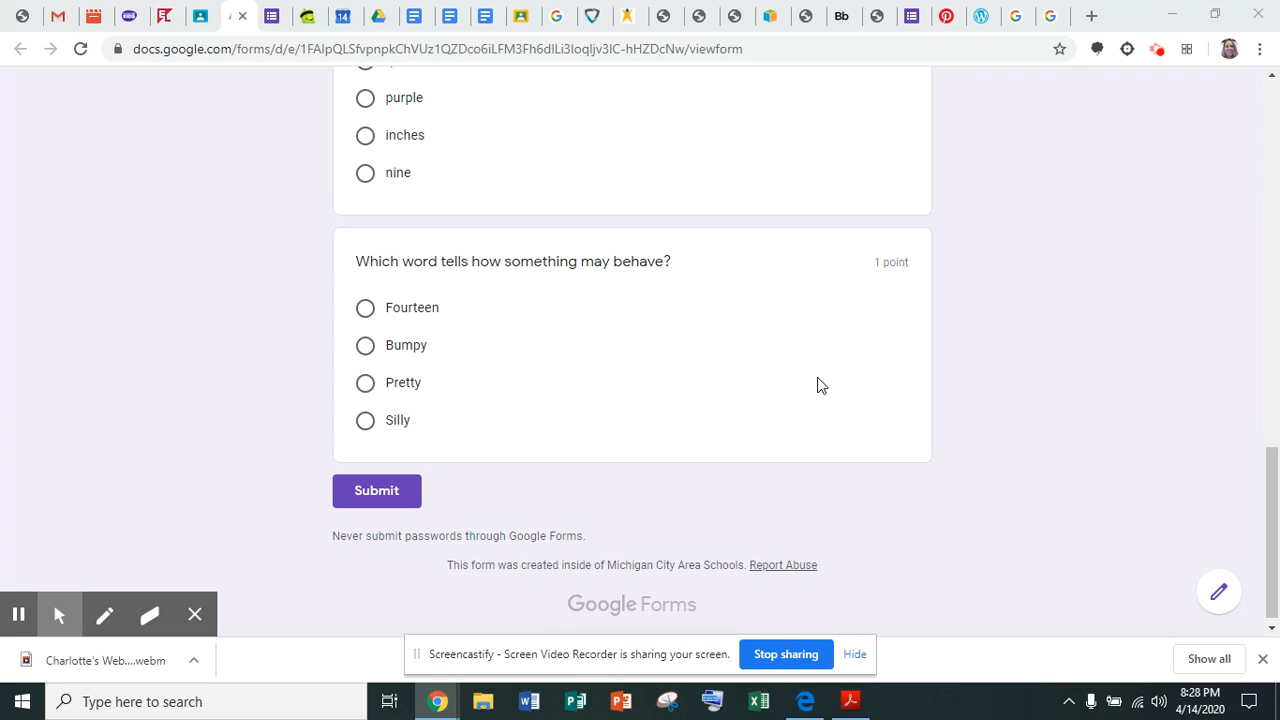 docs.google.com/forms/d/e/1FAIpQLSfvpnpkChVUz1QZDco6iLFM3Fh6dILi3IoqIjv3IC-hHZDcNw/viewform
purple
inches
nine
Which word tells how something may behave?
1 point
Fourteen
Bumpy
Pretty
Silly
Submit
Never submit passwords through Google Forms.
This form was created inside of Michigan City Area Schools. Report Abuse
Google Forms
Screencastify - Screen Video Recorder is sharing your screen.
Stop sharing
Hide
Charlotte's Web....webm
Show all
Type here to search
8:28 PM
4/14/2020